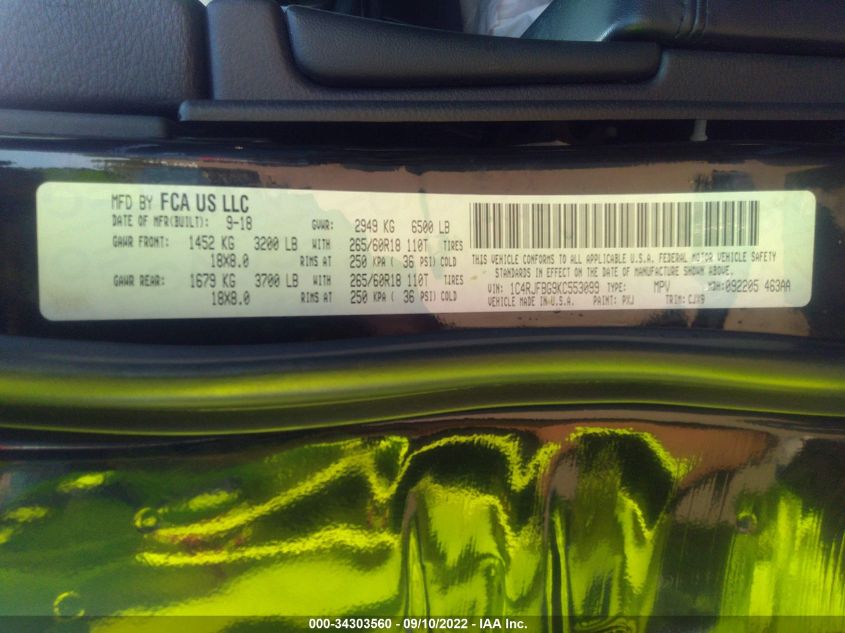 MFD BY FCA US LLC
DATE OF MFR(BUILT): 9-18 GVWR: 2949 KG 6500 LB
GAWR FRONT: 1452 KG 3200 LB WITH 265/60R18 110T TIRES
18X8.0 RIMS AT 250 KPA ( 36 PSI) COLD
GAWR REAR: 1679 KG 3700 LB WITH 265/60R18 110T TIRES
18X8.0 RIMS AT 250 KPA ( 36 PSI) COLD
THIS VEHICLE CONFORMS TO ALL APPLICABLE U.S.A. FEDERAL MOTOR VEHICLE SAFETY
STANDARDS IN EFFECT ON THE DATE OF MANUFACTURE SHOWN ABOVE.
VIN: 1C4RJFBG9KC553099 TYPE: MPV MDH:092205 463AA
VEHICLE MADE IN U.S.A. PAINT: PXJ TRIM: CJX9
000-34303560 - 09/10/2022 - IAA Inc.